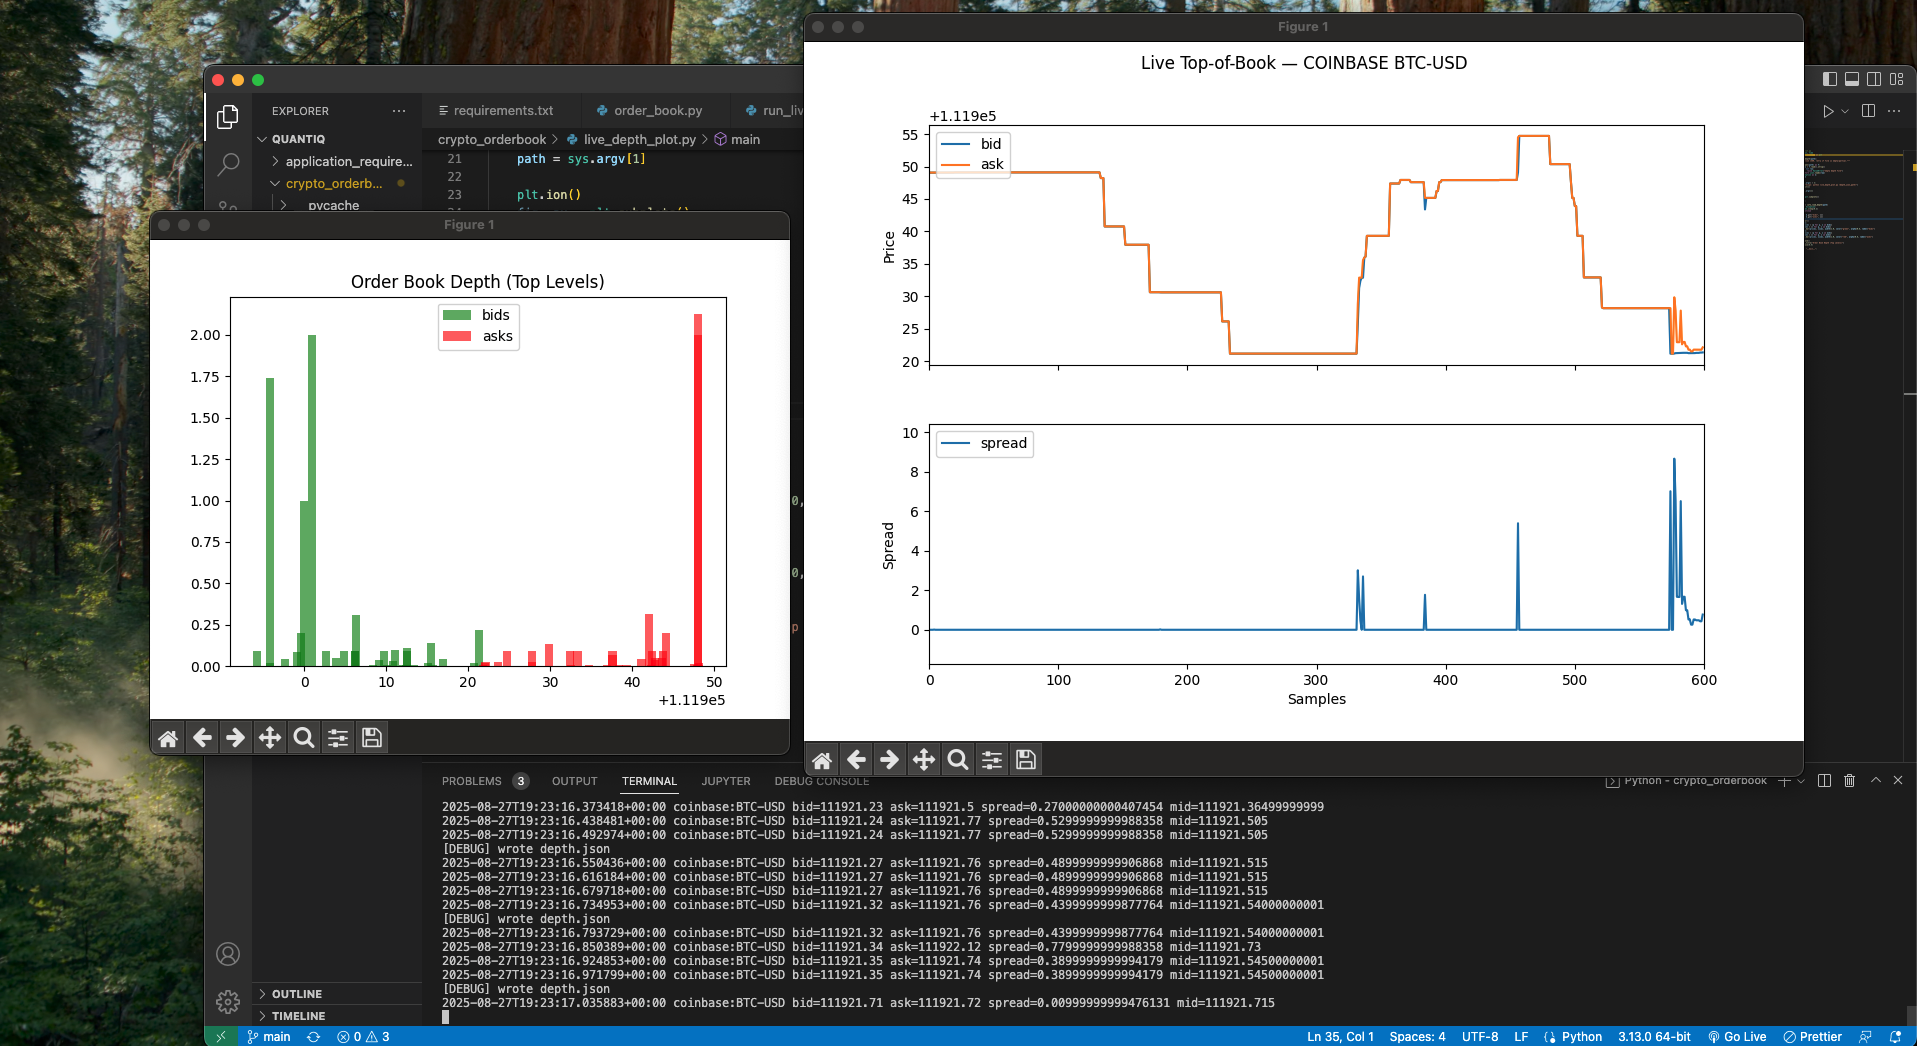 Figure 1
Live Top-of-Book — COINBASE BTC-USD
+1.119e5
bid
ask
55
50
45
40
35
30
25
20
Price
spread
10
8
6
4
2
0
Spread
0
100
200
300
400
500
600
Samples
EXPLORER
QUANTIQ
application_require...
crypto_orderb...
pycache
requirements.txt
order_book.py
run_liv
crypto_orderbook > live_depth_plot.py > main
21 path = sys.argv[1]
22
23 plt.ion()
Figure 1
Order Book Depth (Top Levels)
bids
asks
2.00
1.75
1.50
1.25
1.00
0.75
0.50
0.25
0.00
0
10
20
30
40
50
+1.119e5
0,
0,
p
PROBLEMS 3 OUTPUT TERMINAL JUPYTER DEBUG CONSOLE
Python - crypto_orderbook
2025-08-27T19:23:16.373418+00:00 coinbase:BTC-USD bid=111921.23 ask=111921.5 spread=0.27000000000407454 mid=111921.36499999999
2025-08-27T19:23:16.438481+00:00 coinbase:BTC-USD bid=111921.24 ask=111921.77 spread=0.5299999999988358 mid=111921.505
2025-08-27T19:23:16.492974+00:00 coinbase:BTC-USD bid=111921.24 ask=111921.77 spread=0.5299999999988358 mid=111921.505
[DEBUG] wrote depth.json
2025-08-27T19:23:16.550436+00:00 coinbase:BTC-USD bid=111921.27 ask=111921.76 spread=0.4899999999906868 mid=111921.515
2025-08-27T19:23:16.616184+00:00 coinbase:BTC-USD bid=111921.27 ask=111921.76 spread=0.4899999999906868 mid=111921.515
2025-08-27T19:23:16.679718+00:00 coinbase:BTC-USD bid=111921.27 ask=111921.76 spread=0.4899999999906868 mid=111921.515
2025-08-27T19:23:16.734953+00:00 coinbase:BTC-USD bid=111921.32 ask=111921.76 spread=0.4399999999877764 mid=111921.54000000001
[DEBUG] wrote depth.json
2025-08-27T19:23:16.793729+00:00 coinbase:BTC-USD bid=111921.32 ask=111921.76 spread=0.4399999999877764 mid=111921.54000000001
2025-08-27T19:23:16.850389+00:00 coinbase:BTC-USD bid=111921.34 ask=111922.12 spread=0.7799999999988358 mid=111921.73
2025-08-27T19:23:16.924853+00:00 coinbase:BTC-USD bid=111921.35 ask=111921.74 spread=0.3899999999994179 mid=111921.54500000001
2025-08-27T19:23:16.971799+00:00 coinbase:BTC-USD bid=111921.35 ask=111921.74 spread=0.3899999999994179 mid=111921.54500000001
[DEBUG] wrote depth.json
2025-08-27T19:23:17.035883+00:00 coinbase:BTC-USD bid=111921.71 ask=111921.72 spread=0.00999999999476131 mid=111921.715
OUTLINE
TIMELINE
main 0 3 Ln 35, Col 1 Spaces: 4 UTF-8 LF Python 3.13.0 64-bit Go Live Prettier